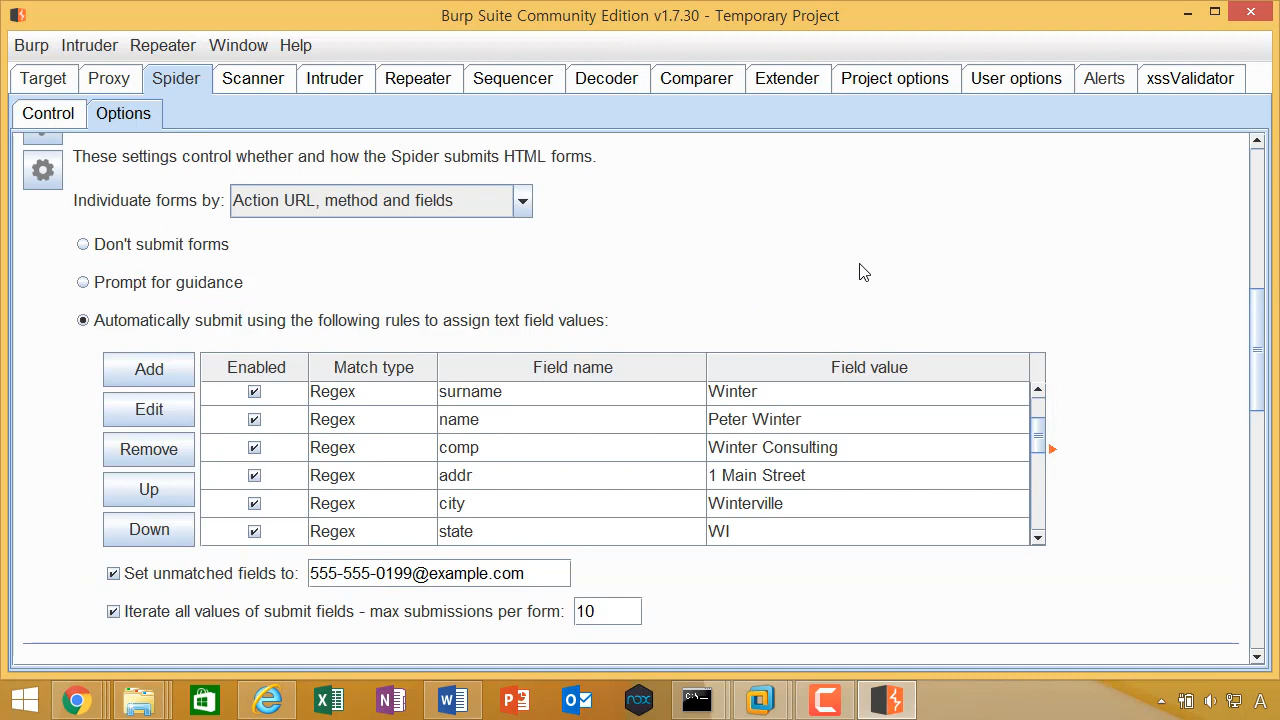 Burp Suite Community Edition v1.7.30 - Temporary Project
Burp Intruder Repeater Window Help
Target Proxy Spider Scanner Intruder Repeater Sequencer Decoder Comparer Extender Project options User options Alerts xssValidator
Control Options
These settings control whether and how the Spider submits HTML forms.
Individuate forms by: Action URL, method and fields
Don't submit forms
Prompt for guidance
Automatically submit using the following rules to assign text field values:
Add Enabled Match type Field name Field value
Regex surname Winter
Edit Regex name Peter Winter
Remove Regex comp Winter Consulting
Up Regex addr 1 Main Street
Regex city Winterville
Down Regex state WI
Set unmatched fields to: 555-555-0199@example.com
Iterate all values of submit fields - max submissions per form: 10
C:\ nox A